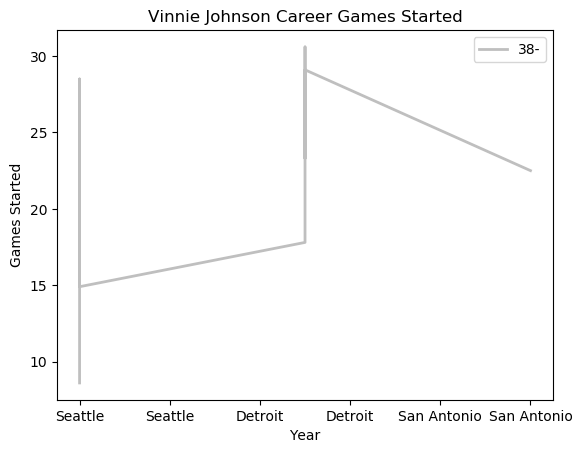 Vinnie Johnson Career Games Started
38-
30
25
20
15
10
Games Started
Seattle Seattle Detroit Detroit San Antonio San Antonio
Year